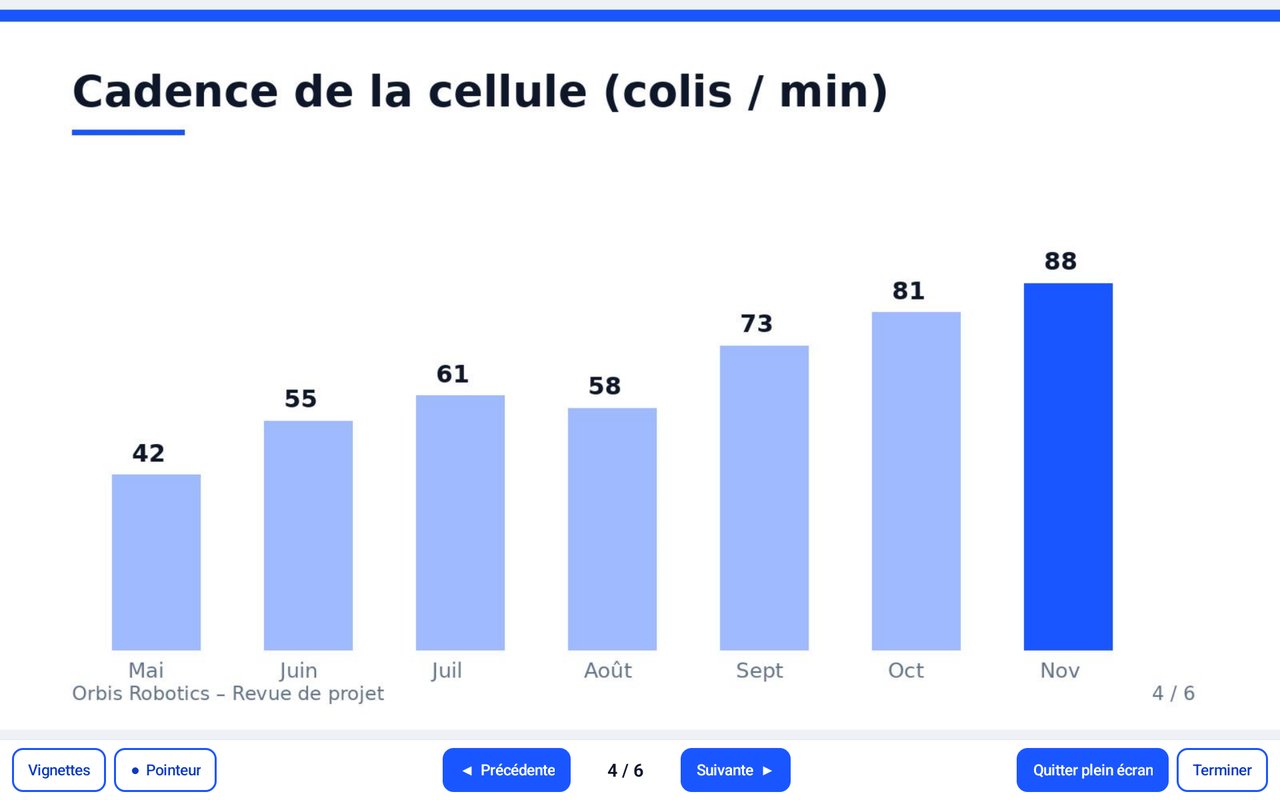 Cadence de la cellule (colis / min)
88
81
73
61
58
55
42
Mai Juin Juil Août Sept Oct Nov
Orbis Robotics – Revue de projet 4 / 6
Vignettes ● Pointeur ◄ Précédente 4 / 6 Suivante ► Quitter plein écran Terminer